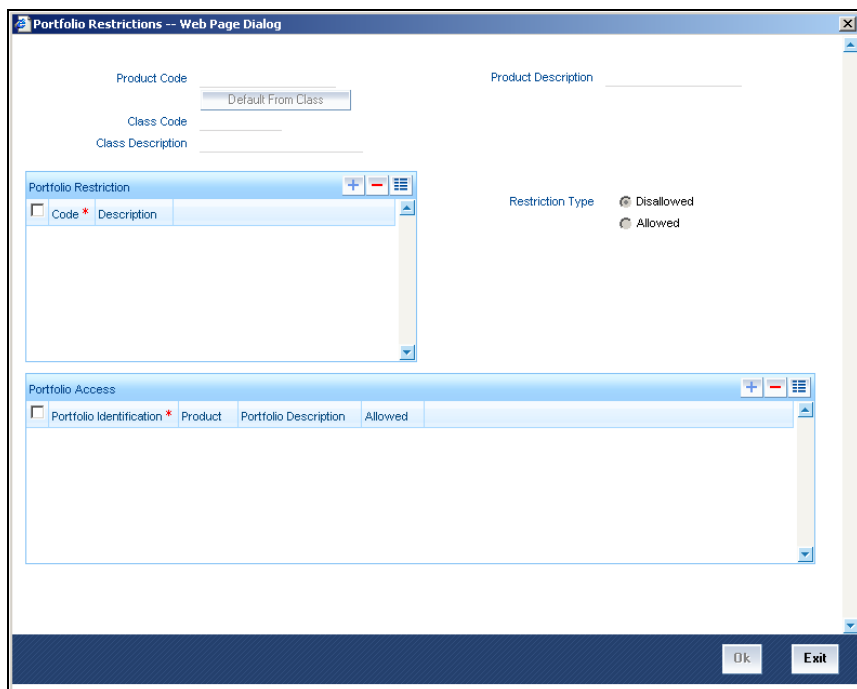 Portfolio Restrictions -- Web Page Dialog
Product Code
Product Description
Default From Class
Class Code
Class Description
Portfolio Restriction
Code * Description
Restriction Type
Disallowed
Allowed
Portfolio Access
Portfolio Identification * Product Portfolio Description Allowed
Ok
Exit